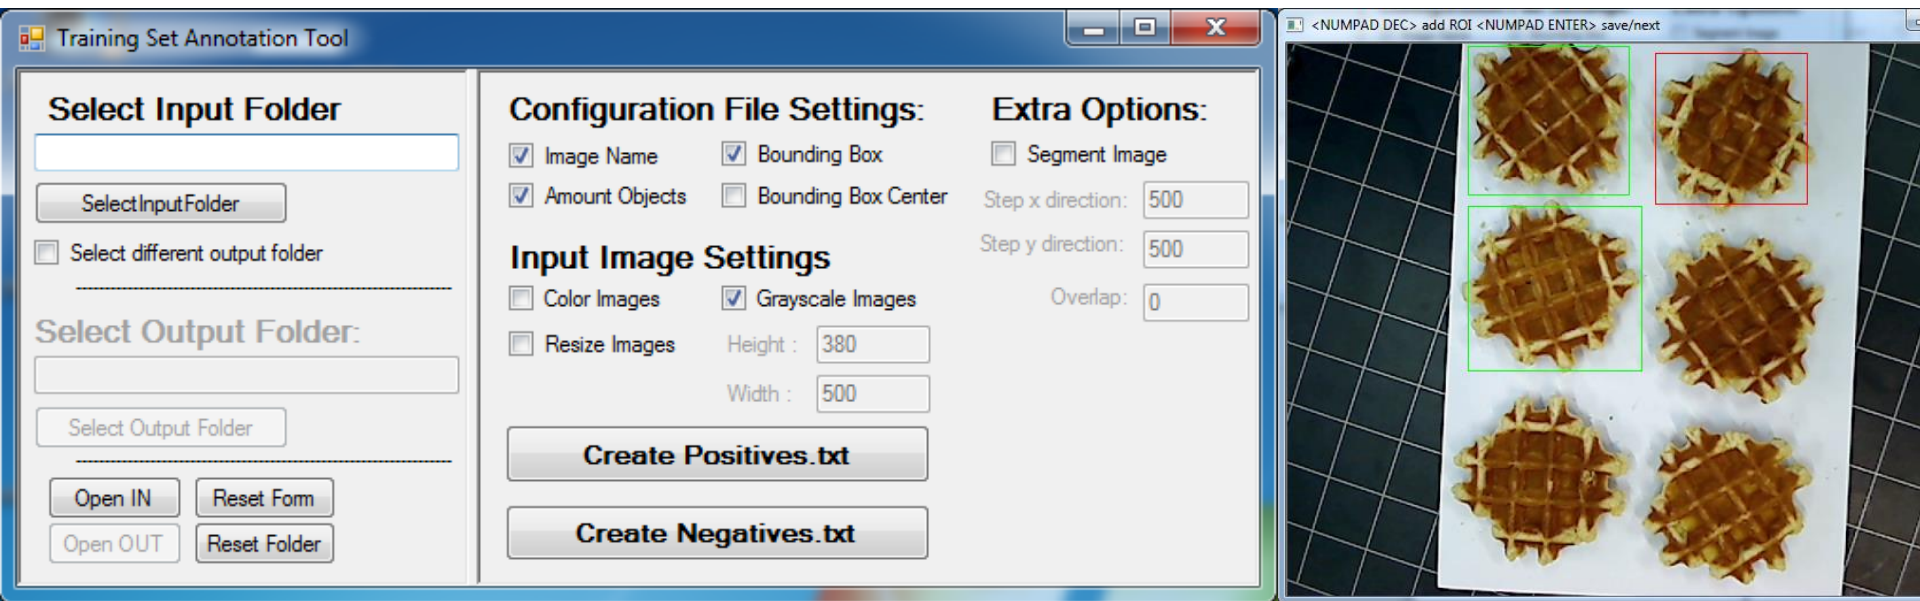 Training Set Annotation Tool
Select Input Folder
SelectInputFolder
Select different output folder
Select Output Folder:
Select Output Folder
Open IN
Reset Form
Open OUT
Reset Folder
Configuration File Settings:
Image Name
Bounding Box
Amount Objects
Bounding Box Center
Input Image Settings
Color Images
Grayscale Images
Resize Images
Height :
380
Width :
500
Create Positives.txt
Create Negatives.txt
Extra Options:
Segment Image
Step x direction:
500
Step y direction:
500
Overlap:
0
<NUMPAD DEC> add ROI <NUMPAD ENTER> save/next